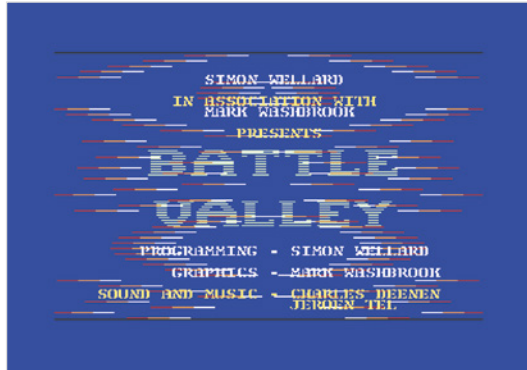 SIMON WELLARD
IN ASSOCIATION WITH
MARK WASHBROOK
PRESENTS
BATTLE
VALLEY
PROGRAMMING - SIMON WELLARD
GRAPHICS - MARK WASHBROOK
SOUND AND MUSIC - CHARLES DEENEN
JEROEN TEL